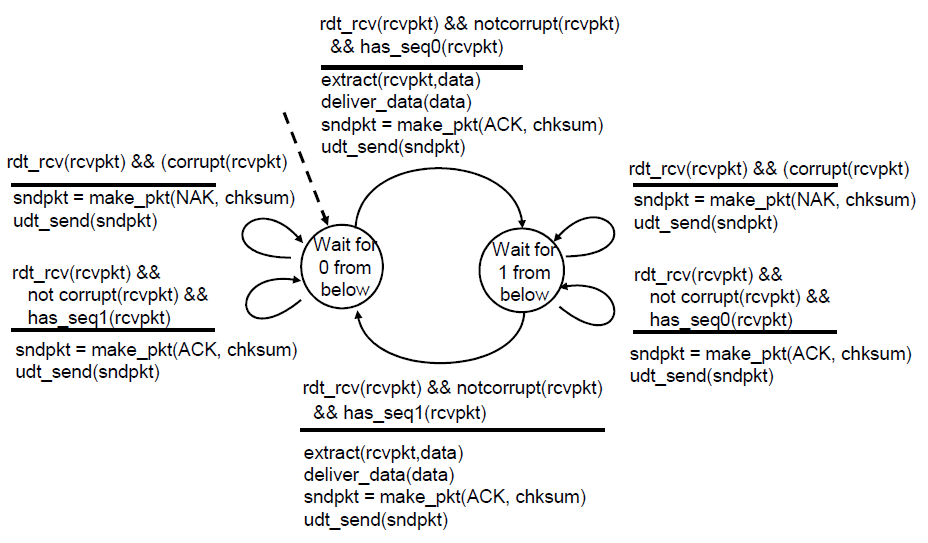 rdt_rcv(rcvpkt) && notcorrupt(rcvpkt)
&& has_seq0(rcvpkt)
extract(rcvpkt,data)
deliver_data(data)
sndpkt = make_pkt(ACK, chksum)
udt_send(sndpkt)
rdt_rcv(rcvpkt) && (corrupt(rcvpkt)
sndpkt = make_pkt(NAK, chksum)
udt_send(sndpkt)
rdt_rcv(rcvpkt) &&
not corrupt(rcvpkt) &&
has_seq1(rcvpkt)
sndpkt = make_pkt(ACK, chksum)
udt_send(sndpkt)
Wait for
0 from
below
Wait for
1 from
below
rdt_rcv(rcvpkt) && (corrupt(rcvpkt)
sndpkt = make_pkt(NAK, chksum)
udt_send(sndpkt)
rdt_rcv(rcvpkt) &&
not corrupt(rcvpkt) &&
has_seq0(rcvpkt)
sndpkt = make_pkt(ACK, chksum)
udt_send(sndpkt)
rdt_rcv(rcvpkt) && notcorrupt(rcvpkt)
&& has_seq1(rcvpkt)
extract(rcvpkt,data)
deliver_data(data)
sndpkt = make_pkt(ACK, chksum)
udt_send(sndpkt)